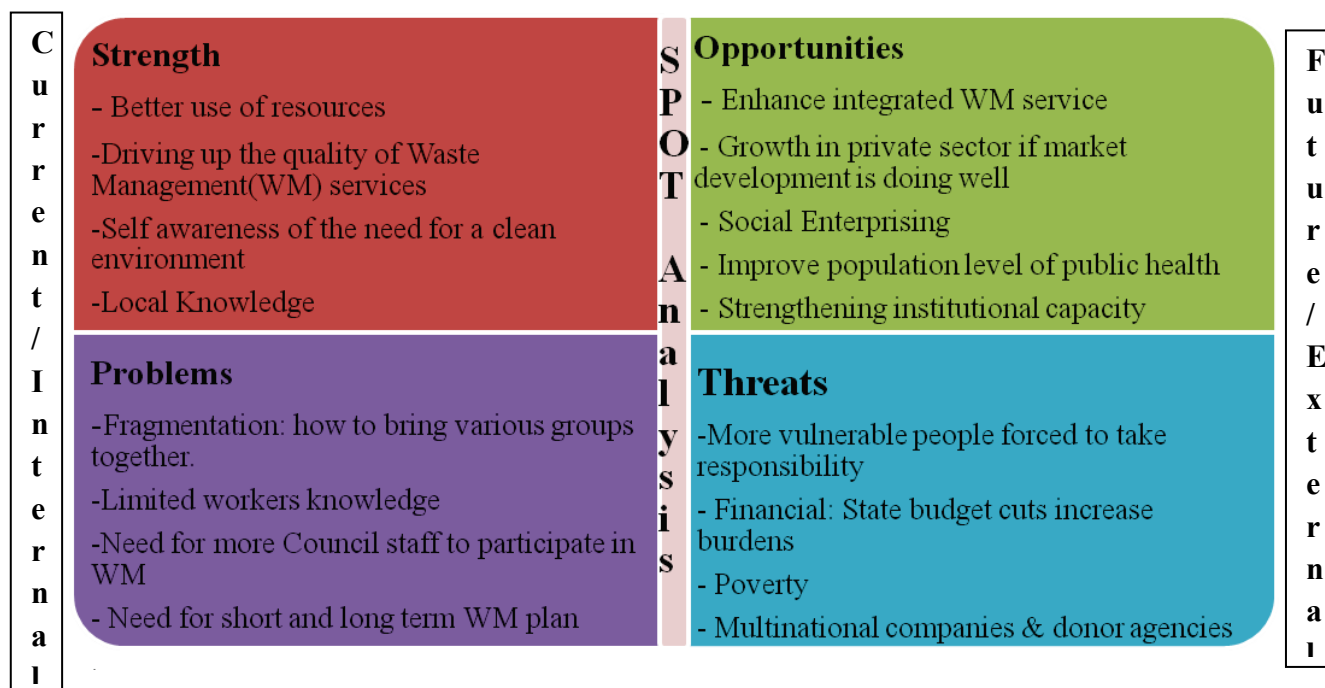 Current/Internal
Strength
- Better use of resources
-Driving up the quality of Waste
Management(WM) services
-Self awareness of the need for a clean
environment
-Local Knowledge
Problems
-Fragmentation: how to bring various groups
together.
-Limited workers knowledge
-Need for more Council staff to participate in
WM
- Need for short and long term WM plan
SPOT Analysis
Opportunities
- Enhance integrated WM service
- Growth in private sector if market
development is doing well
- Social Enterprising
- Improve population level of public health
- Strengthening institutional capacity
Threats
-More vulnerable people forced to take
responsibility
- Financial: State budget cuts increase
burdens
- Poverty
- Multinational companies & donor agencies
Future/External